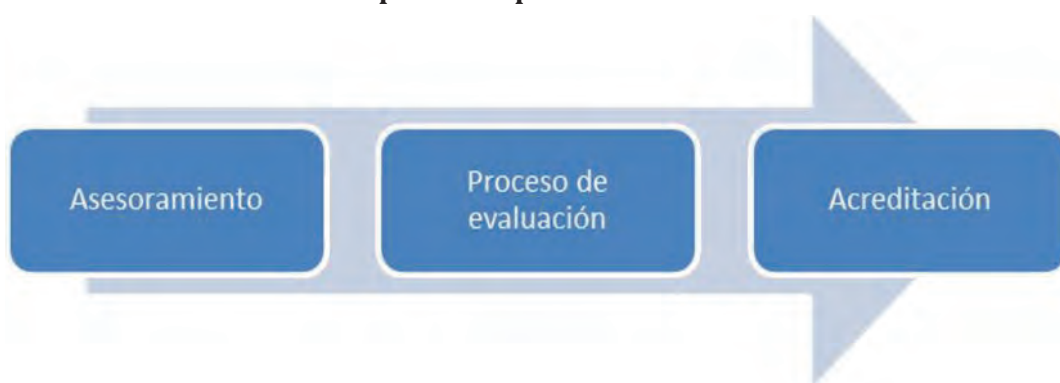 Asesoramiento
Proceso de
evaluación
Acreditación